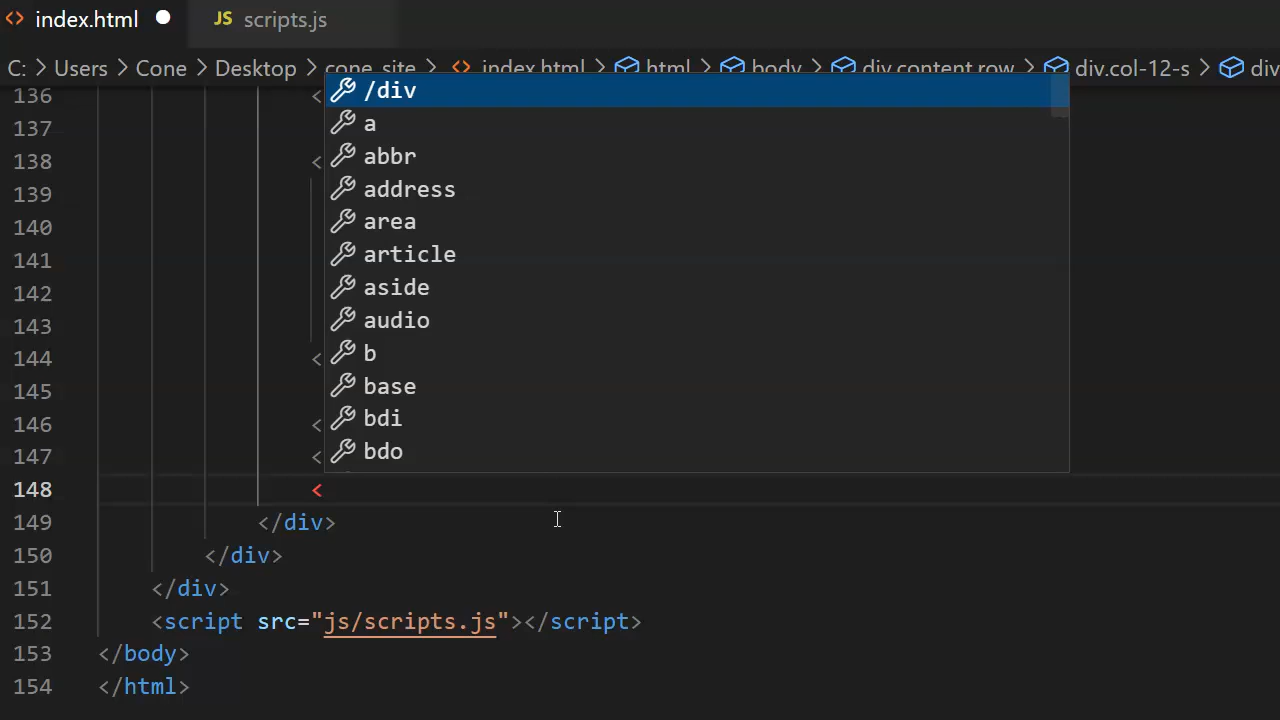 index.html JS scripts.js
C: > Users > Cone > Desktop > cone_site > index.html > html > body > div.content.row > div.col-12-s > div
136 <
137
138 <
139
140
141
142
143
144 <
145
146 <
147 <
148 <
/div
a
abbr
address
area
article
aside
audio
b
base
bdi
bdo
149 </div>
150 </div>
151 </div>
152 <script src="js/scripts.js"></script>
153 </body>
154 </html>